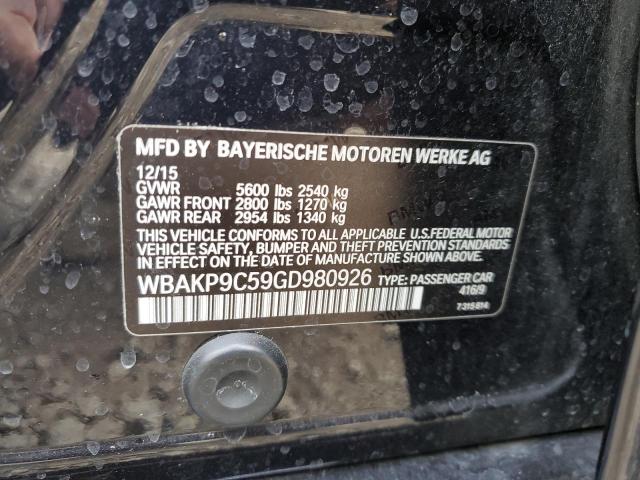 MFD BY BAYERISCHE MOTOREN WERKE AG
12/15
GVWR 5600 lbs 2540 kg
GAWR FRONT 2800 lbs 1270 kg
GAWR REAR 2954 lbs 1340 kg
THIS VEHICLE CONFORMS TO ALL APPLICABLE U.S.FEDERAL MOTOR
VEHICLE SAFETY, BUMPER AND THEFT PREVENTION STANDARDS
IN EFFECT ON THE DATE OF MANUFACTURE SHOWN ABOVE.
WBAKP9C59GD980926 TYPE: PASSENGER CAR
416/9
7 315 814